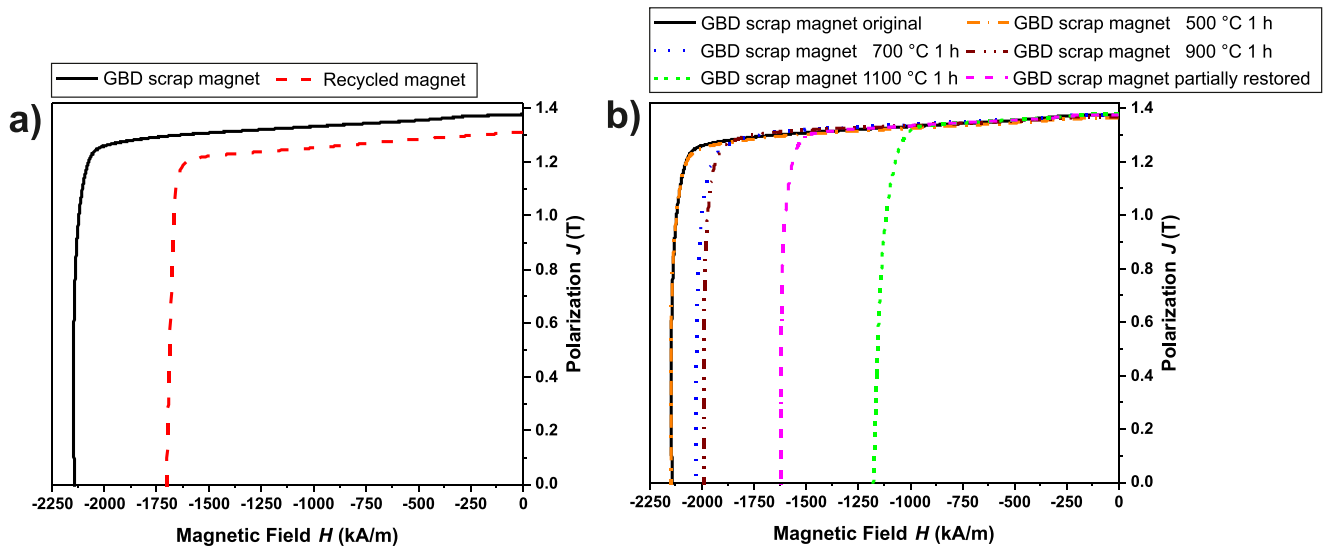 GBD scrap magnet Recycled magnet
a)
1.4
1.2
1.0
0.8
0.6
0.4
0.2
0.0
Polarization J (T)
-2250 -2000 -1750 -1500 -1250 -1000 -750 -500 -250 0
Magnetic Field H (kA/m)
GBD scrap magnet original GBD scrap magnet 500 °C 1 h
GBD scrap magnet 700 °C 1 h GBD scrap magnet 900 °C 1 h
GBD scrap magnet 1100 °C 1 h GBD scrap magnet partially restored
b)
1.4
1.2
1.0
0.8
0.6
0.4
0.2
0.0
Polarization J (T)
-2250 -2000 -1750 -1500 -1250 -1000 -750 -500 -250 0
Magnetic Field H (kA/m)